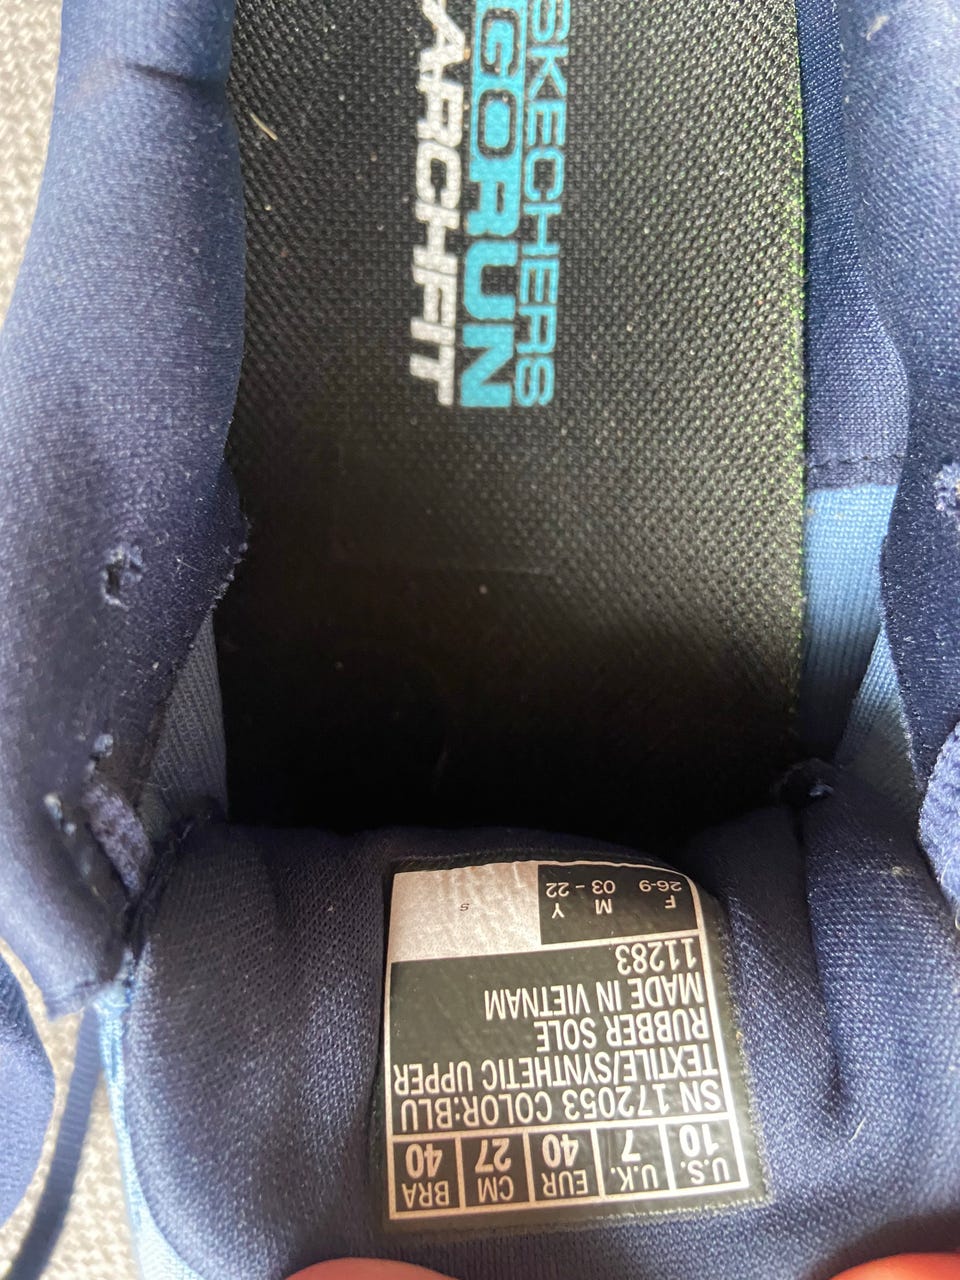 SKECHERS
GORUN
ARCHFIT
U.S. U.K. EUR CM BRA
10 7 40 27 40
SN 172053 COLOR:BLU
TEXTILE/SYNTHETIC UPPER
RUBBER SOLE
MADE IN VIETNAM
11283
F M Y
26-9 03 - 22
S